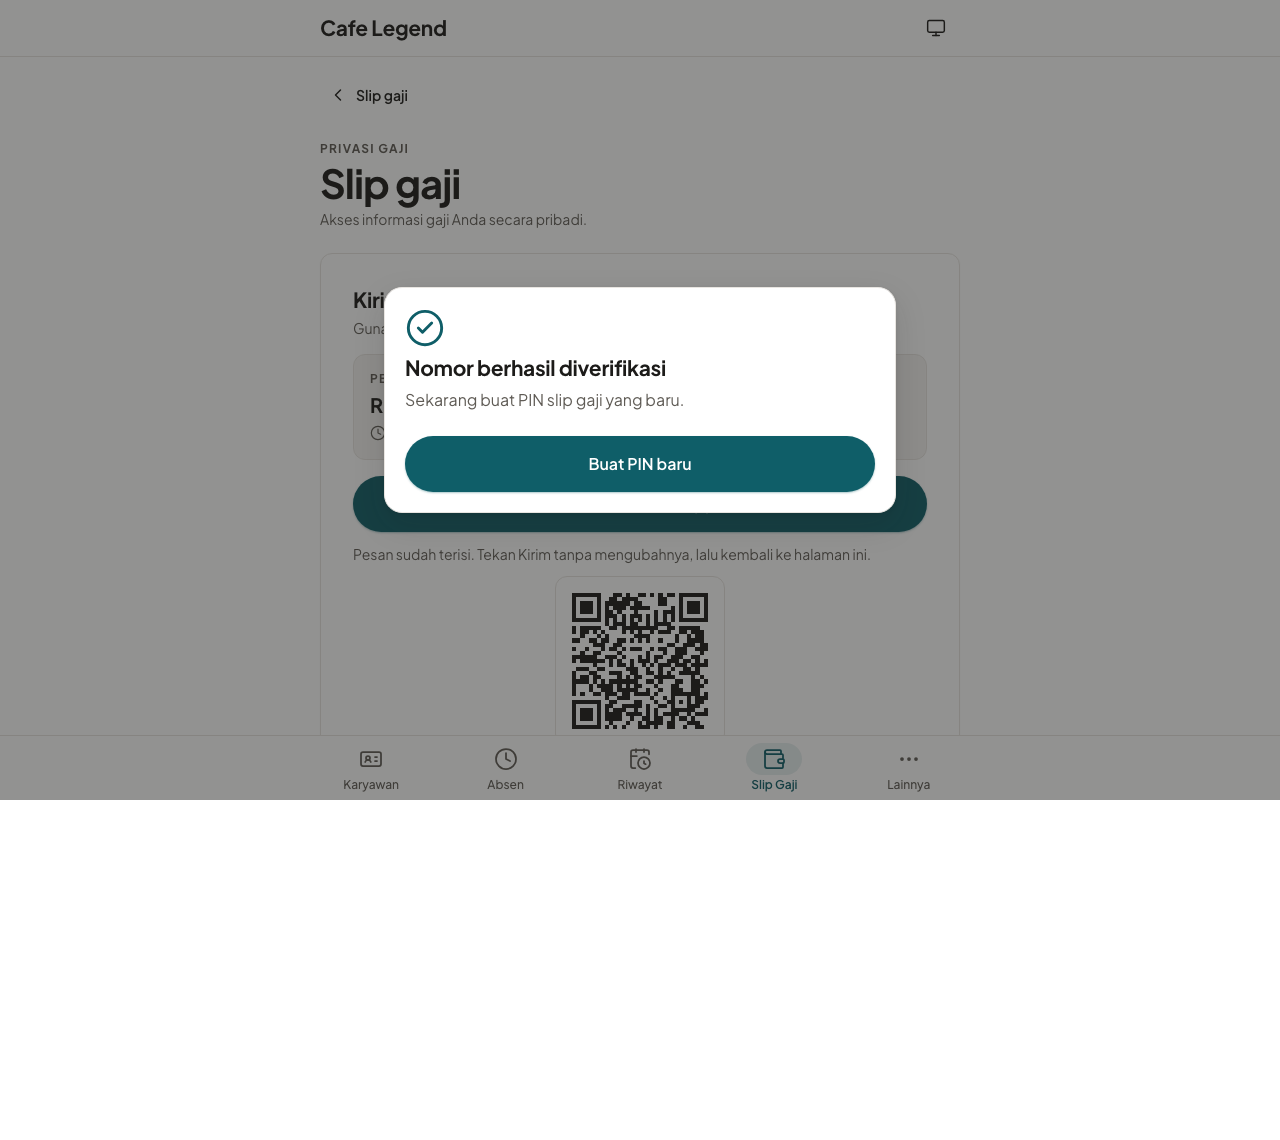 Cafe Legend
Slip gaji
PRIVASI GAJI
Slip gaji
Akses informasi gaji Anda secara pribadi.
Nomor berhasil diverifikasi
Sekarang buat PIN slip gaji yang baru.
Buat PIN baru
Pesan sudah terisi. Tekan Kirim tanpa mengubahnya, lalu kembali ke halaman ini.
Karyawan
Absen
Riwayat
Slip Gaji
Lainnya